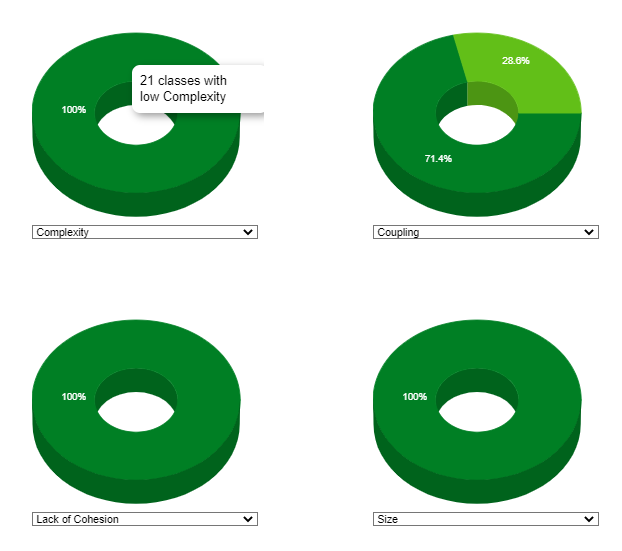 28.6%
21 classes with
low Complexity
100%
71.4%
Complexity
Coupling
100%
100%
Lack of Cohesion
Size